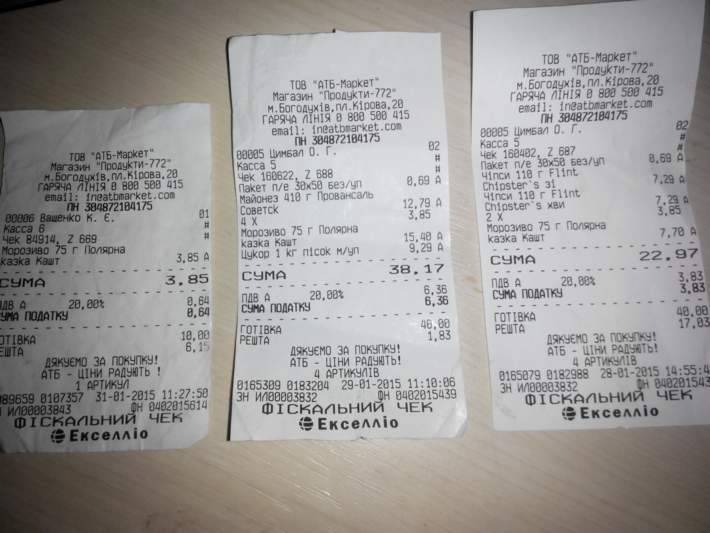 ТОВ "АТБ-Маркет"
Магазин "Продукти-772"
м.Богодухів,пл.Кірова,20
ГАРЯЧА ЛІНІЯ 0 800 500 415
email: in@atbmarket.com
ПН 304872104175
00006 Ващенко К. Є. 01
Каса 6 #
Чек 84914, Z 669 #
Морозиво 75 г Полярна
казка Кашт 3,85 А
СУМА 3,85
ПДВ А 20,00% 0,64
СУМА ПОДАТКУ 0,64
ГОТІВКА 10,00
РЕШТА 6,15
ДЯКУЄМО ЗА ПОКУПКУ!
АТБ - ЦІНИ РАДУЮТЬ !
1 АРТИКУЛ
089659 0107357 31-01-2015 11:27:50
ЗН ИЛ00003843 ФН 0402015614
ФІСКАЛЬНИЙ ЧЕК
Екселліо
ТОВ "АТБ-Маркет"
Магазин "Продукти-772"
м.Богодухів,пл.Кірова,20
ГАРЯЧА ЛІНІЯ 0 800 500 415
email: in@atbmarket.com
ПН 304872104175
00005 Цимбал О. Г. 02
Касса 5 #
Чек 160622, Z 688 #
Пакет п/е 30х50 без/уп 0,69 А
Майонез 410 г Провансаль
Советск 12,79 А
4 X 3,85
Морозиво 75 г Полярна
казка Кашт 15,40 А
Цукор 1 кг пісок м/уп 9,29 А
СУМА 38,17
ПДВ А 20,00% 6,36
СУМА ПОДАТКУ 6,36
ГОТІВКА 40,00
РЕШТА 1,83
ДЯКУЄМО ЗА ПОКУПКУ!
АТБ - ЦІНИ РАДУЮТЬ!
4 АРТИКУЛІВ
0165309 0183204 29-01-2015 11:10:06
ЗН ИЛ00003832 ФН 0402015439
ФІСКАЛЬНИЙ ЧЕК
Екселліо
ТОВ "АТБ-Маркет"
Магазин "Продукти-772"
м.Богодухів,пл.Кірова,20
ГАРЯЧА ЛІНІЯ 0 800 500 415
email: in@atbmarket.com
ПН 304872104175
00005 Цимбал О. Г. 02
Касса 5 #
Чек 160402, Z 687 #
Пакет п/е 30х50 без/уп 0,69 А
Чіпси 110 г Flint
Chipster`s зі 7,29 А
Чіпси 110 г Flint
Chipster`s хви 7,29 А
2 X 3,85
Морозиво 75 г Полярна
казка Кашт 7,70 А
СУМА 22,97
ПДВ А 20,00% 3,83
СУМА ПОДАТКУ 3,83
ГОТІВКА 40,00
РЕШТА 17,03
ДЯКУЄМО ЗА ПОКУПКУ!
АТБ - ЦІНИ РАДУЮТЬ !
4 АРТИКУЛІВ
0165079 0182988 28-01-2015 14:55:4
ЗН ИЛ00003832 ФН 040201543
ФІСКАЛЬНИЙ ЧЕК
Екселліо